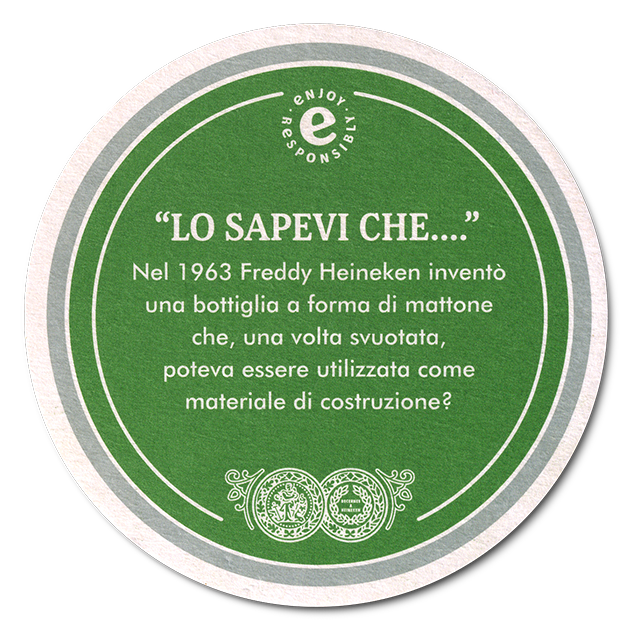 ENJOY
e
RESPONSIBLY
“LO SAPEVI CHE....”
Nel 1963 Freddy Heineken inventò
una bottiglia a forma di mattone
che, una volta svuotata,
poteva essere utilizzata come
materiale di costruzione?